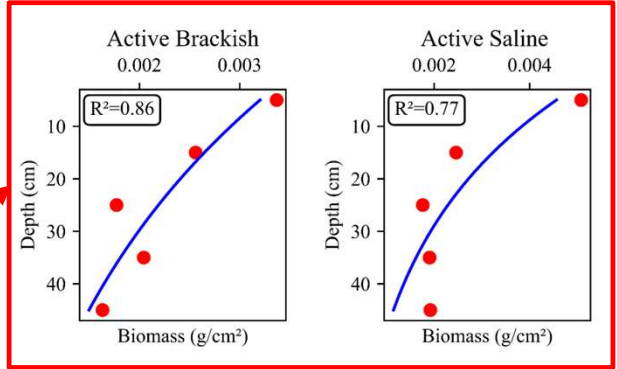 Active Brackish
0.002 0.003
R²=0.86
10
20
30
40
Depth (cm)
Biomass (g/cm²)
Active Saline
0.002 0.004
R²=0.77
10
20
30
40
Depth (cm)
Biomass (g/cm²)